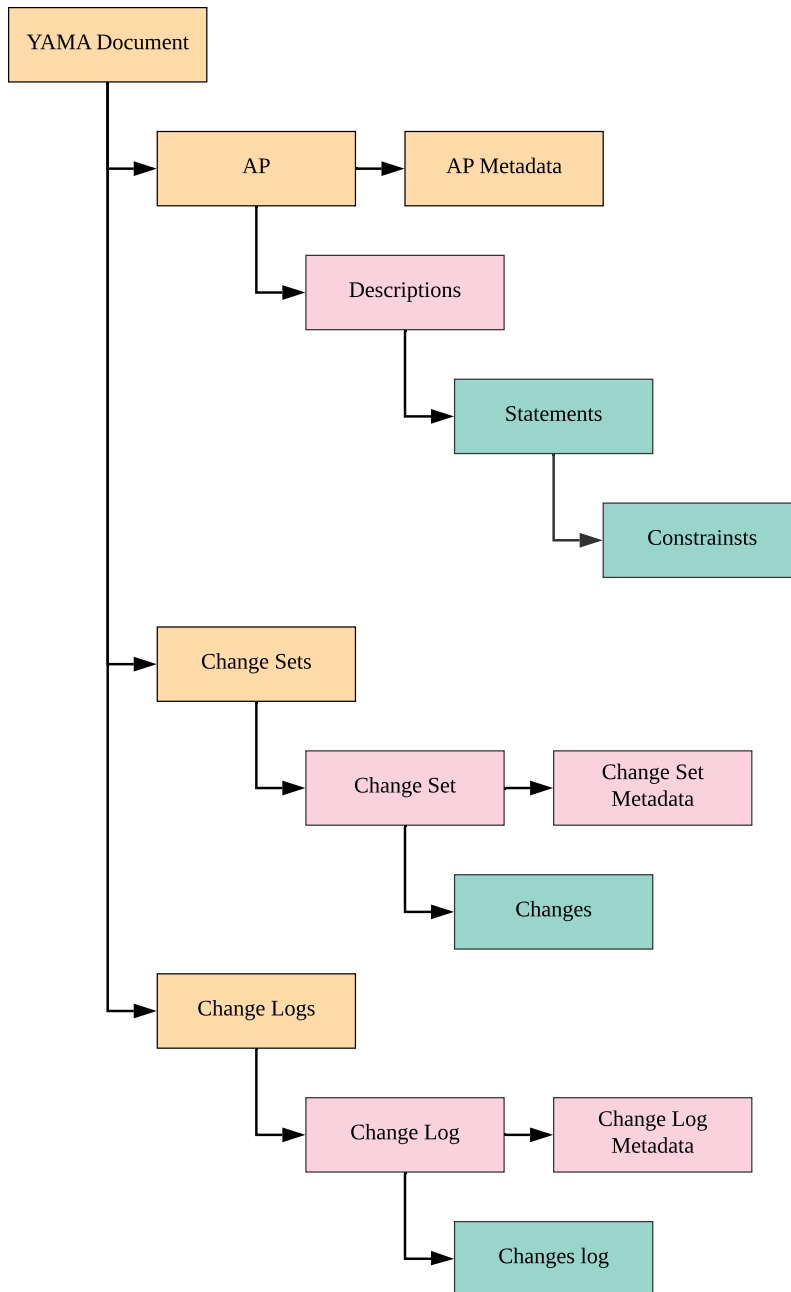 YAMA Document
AP
AP Metadata
Descriptions
Statements
Constrainsts
Change Sets
Change Set
Change Set
Metadata
Changes
Change Logs
Change Log
Change Log
Metadata
Changes log